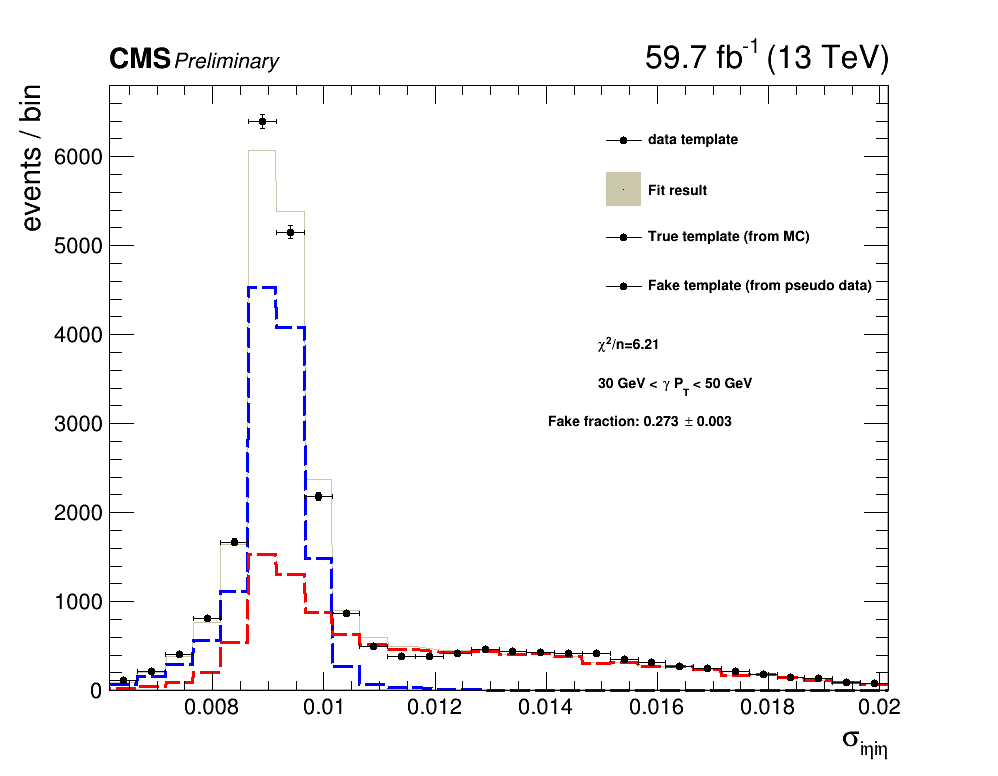 CMS Preliminary
59.7 fb⁻¹ (13 TeV)
events / bin
6000
5000
4000
3000
2000
1000
0
data template
Fit result
True template (from MC)
Fake template (from pseudo data)
χ²/n=6.21
30 GeV < γ P_T < 50 GeV
Fake fraction: 0.273 ± 0.003
0.008 0.01 0.012 0.014 0.016 0.018 0.02
σ_iηiη